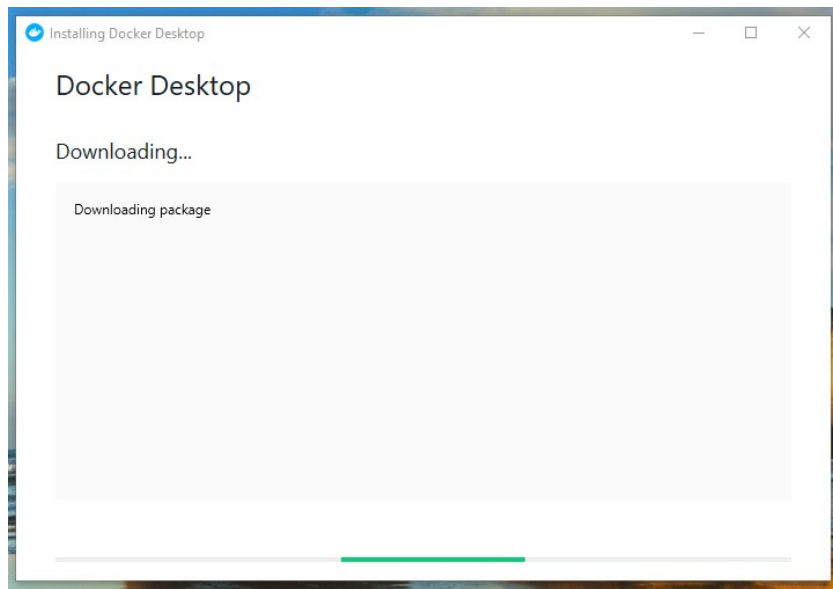 Installing Docker Desktop
Docker Desktop
Downloading...
Downloading package